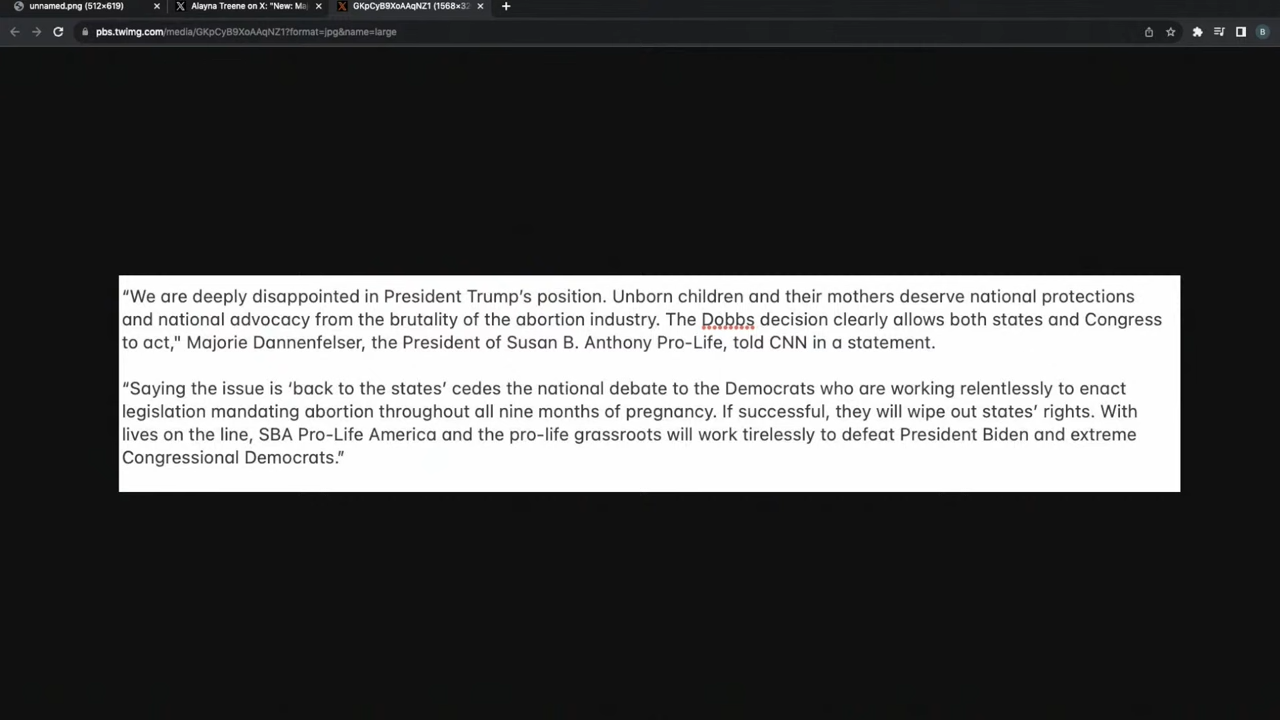 unnamed.png (512×619)
Alayna Treene on X: "New: Ma
GKpCyB9XoAAqNZ1 (1568×32
pbs.twimg.com/media/GKpCyB9XoAAqNZ1?format=jpg&name=large
B
“We are deeply disappointed in President Trump’s position. Unborn children and their mothers deserve national protections
and national advocacy from the brutality of the abortion industry. The Dobbs decision clearly allows both states and Congress
to act," Majorie Dannenfelser, the President of Susan B. Anthony Pro-Life, told CNN in a statement.
“Saying the issue is ‘back to the states’ cedes the national debate to the Democrats who are working relentlessly to enact
legislation mandating abortion throughout all nine months of pregnancy. If successful, they will wipe out states’ rights. With
lives on the line, SBA Pro-Life America and the pro-life grassroots will work tirelessly to defeat President Biden and extreme
Congressional Democrats.”